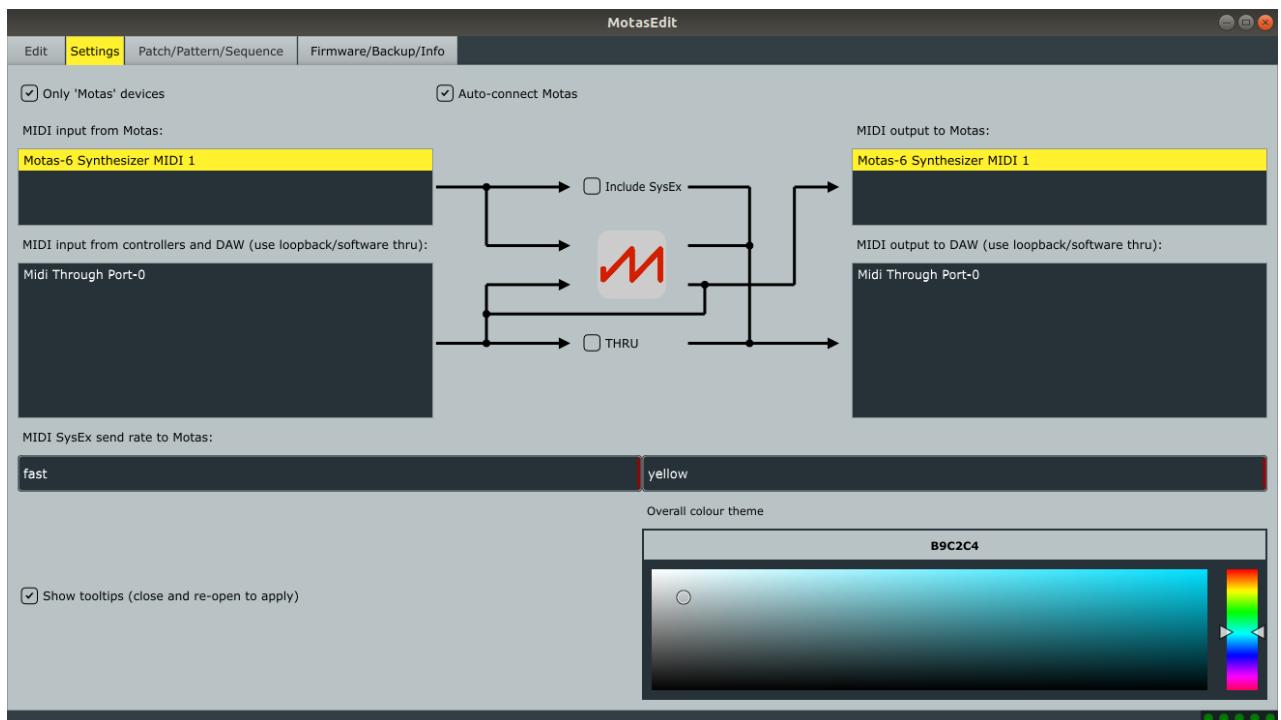 MotasEdit
Edit
Settings
Patch/Pattern/Sequence
Firmware/Backup/Info
Only 'Motas' devices
Auto-connect Motas
MIDI input from Motas:
MIDI output to Motas:
Motas-6 Synthesizer MIDI 1
Motas-6 Synthesizer MIDI 1
Include SysEx
MIDI input from controllers and DAW (use loopback/software thru):
MIDI output to DAW (use loopback/software thru):
Midi Through Port-0
Midi Through Port-0
THRU
MIDI SysEx send rate to Motas:
fast
yellow
Overall colour theme
B9C2C4
Show tooltips (close and re-open to apply)